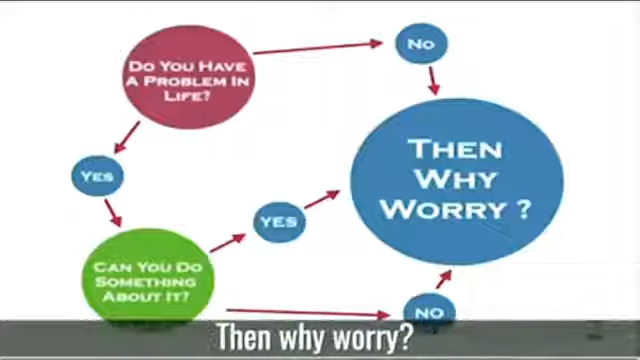 Do You Have
A Problem In
Life?
No
Then
Why
Worry ?
Yes
YES
Can You Do
Something
About It?
NO
Then why worry?